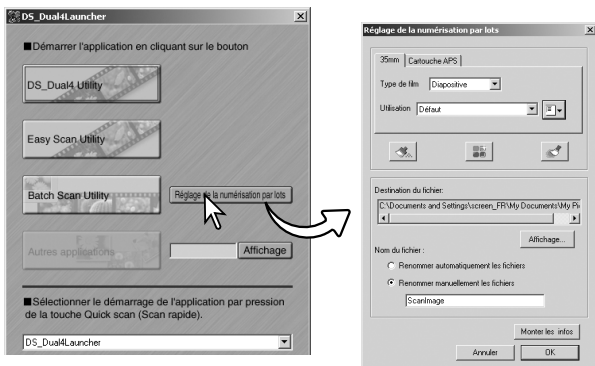 DS_Dual4Launcher
■Démarrer l'application en cliquant sur le bouton
DS_Dual4 Utility
Easy Scan Utility
Batch Scan Utility
Réglage de la numérisation par lots
Autres applications
Affichage
■Sélectionner le démarrage de l'application par pression
de la touche Quick scan (Scan rapide).
DS_Dual4Launcher
Réglage de la numérisation par lots
35mm
Cartouche APS
Type de film
Diapositive
Utilisation
Défaut
Destination du fichier:
C:\Documents and Settings\screen_FR\My Documents\My Pi
Affichage...
Nom du fichier :
Renommer automatiquement les fichiers
Renommer manuellement les fichiers
ScanImage
Monter les infos
Annuler
OK